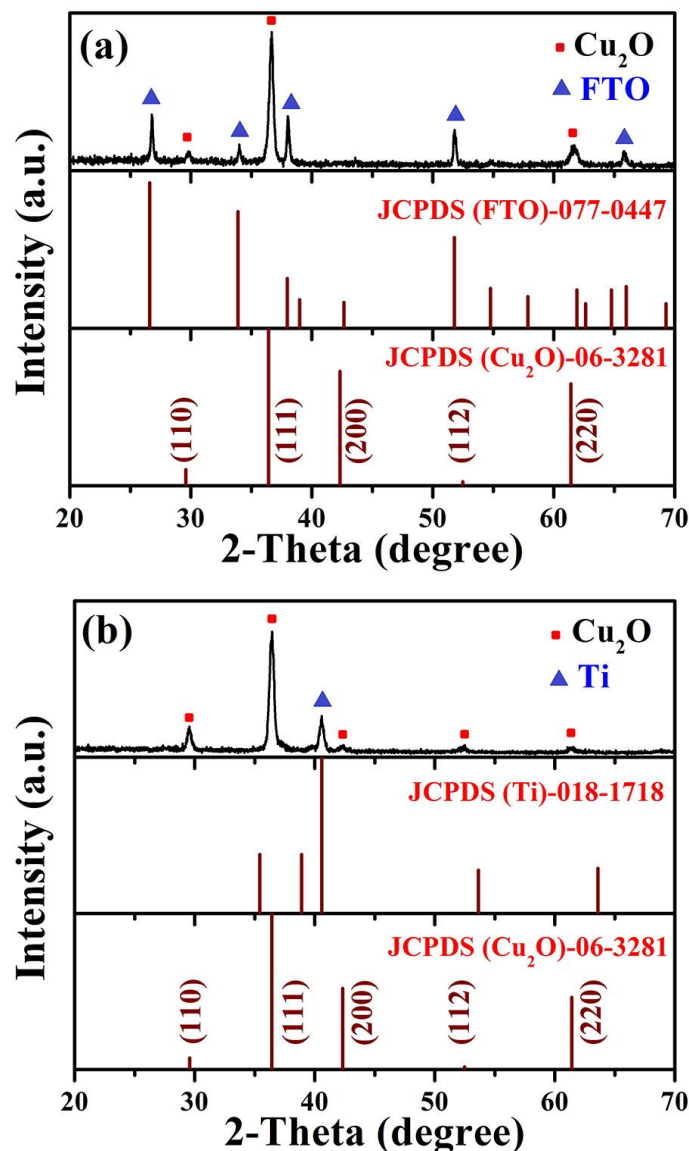 (a)
Cu₂O
FTO
JCPDS (FTO)-077-0447
JCPDS (Cu₂O)-06-3281
(110)
(111)
(200)
(112)
(220)
Intensity (a.u.)
20 30 40 50 60 70
2-Theta (degree)
(b)
Cu₂O
Ti
JCPDS (Ti)-018-1718
JCPDS (Cu₂O)-06-3281
(110)
(111)
(200)
(112)
(220)
Intensity (a.u.)
20 30 40 50 60 70
2-Theta (degree)